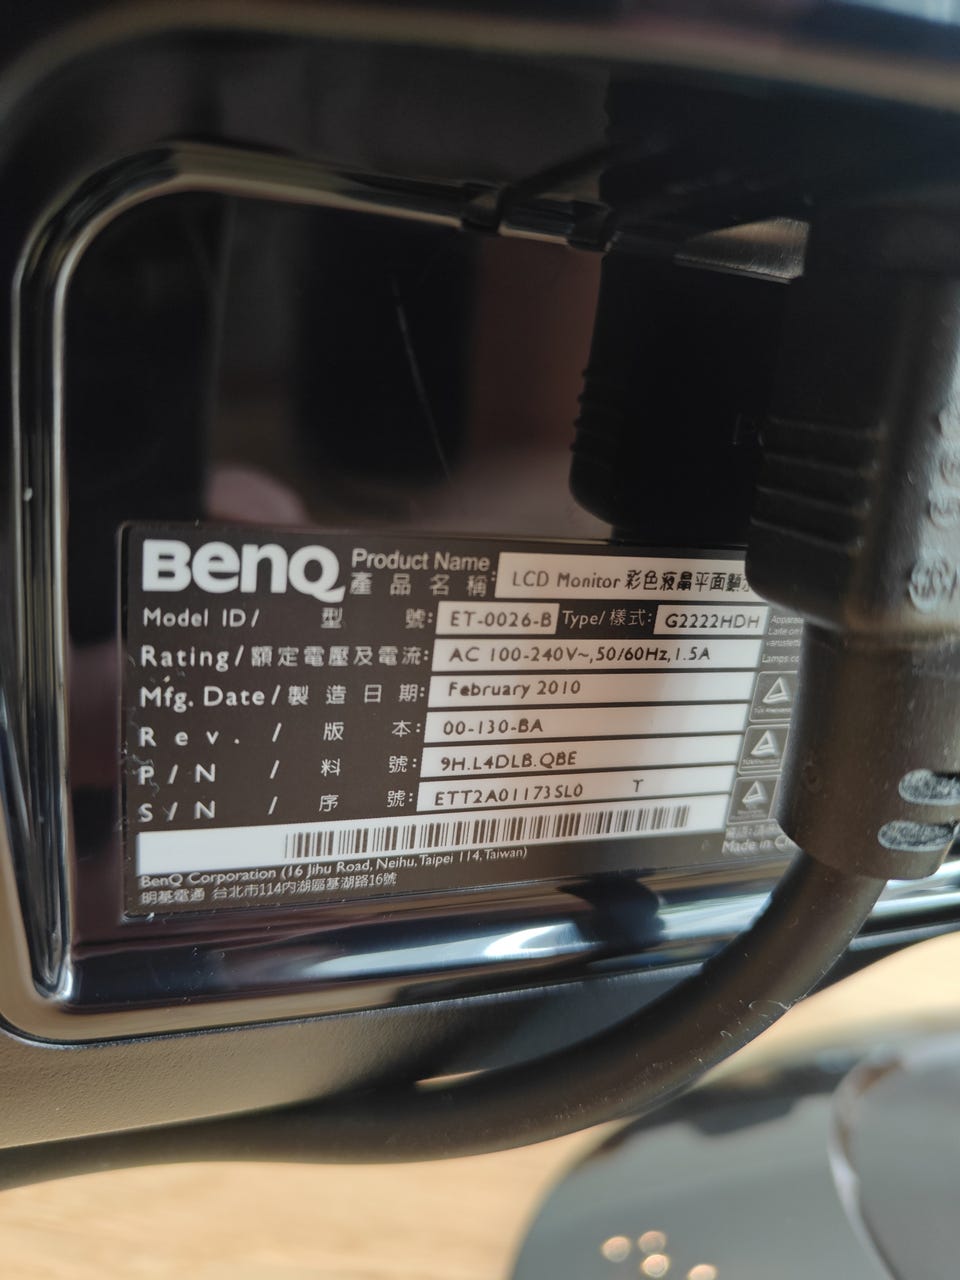 BenQ Product Name 產品名稱: LCD Monitor 彩色液晶平面顯
Model ID/ 型號: ET-0026-B Type/樣式: G2222HDH
Rating/額定電壓及電流: AC 100-240V~,50/60Hz,1.5A
Mfg. Date/製造日期: February 2010
Rev. / 版本: 00-130-BA
P/N / 料號: 9H.L4DLB.QBE
S/N / 序號: ETT2A01173SL0 T
BenQ Corporation (16 Jihu Road, Neihu, Taipei 114, Taiwan)
明基電通 台北市114內湖區基湖路16號
Made in